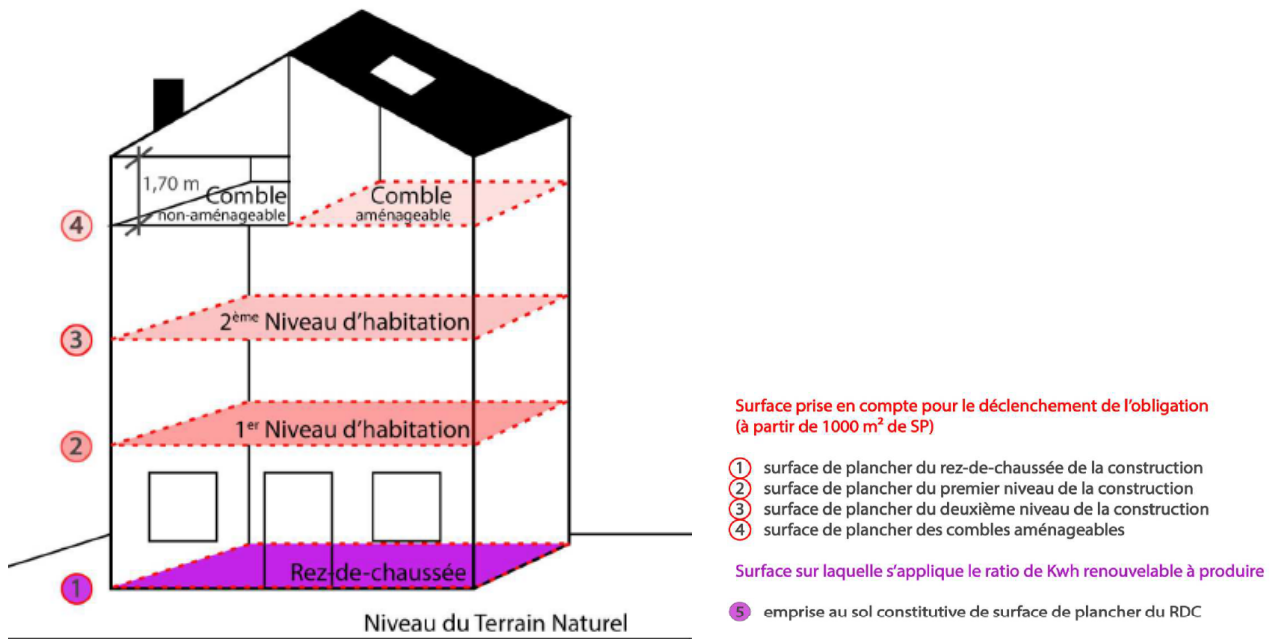 1,70 m
Comble
non-aménageable
Comble
aménageable
4
2ème Niveau d'habitation
3
1er Niveau d'habitation
2
Rez-de-chaussée
1
Niveau du Terrain Naturel
Surface prise en compte pour le déclenchement de l'obligation
(à partir de 1000 m² de SP)
1 surface de plancher du rez-de-chaussée de la construction
2 surface de plancher du premier niveau de la construction
3 surface de plancher du deuxième niveau de la construction
4 surface de plancher des combles aménageables
Surface sur laquelle s'applique le ratio de Kwh renouvelable à produire
5 emprise au sol constitutive de surface de plancher du RDC